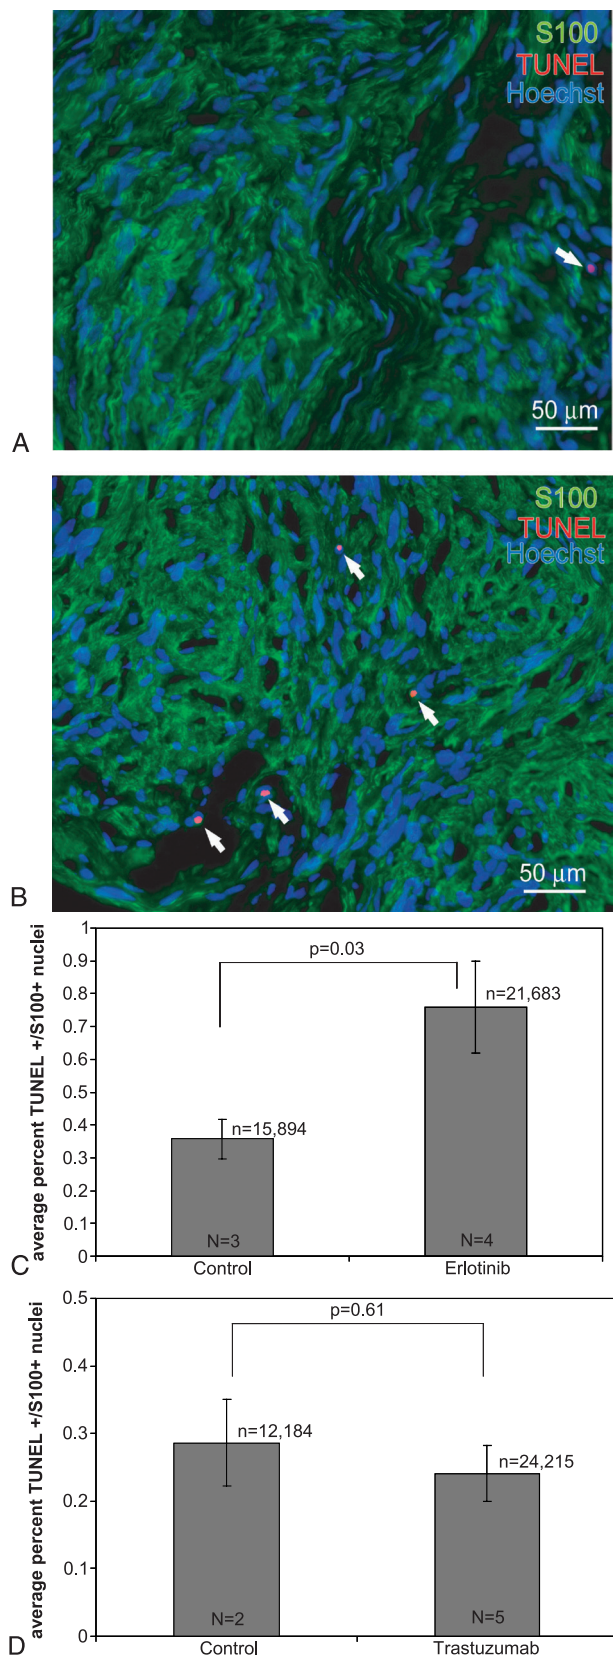 S100
TUNEL
Hoechst
50 µm
A
S100
TUNEL
Hoechst
50 µm
B
average percent TUNEL +/S100+ nuclei
1
0.9
0.8
0.7
0.6
0.5
0.4
0.3
0.2
0.1
0
p=0.03
n=15,894
n=21,683
N=3
N=4
Control
Erlotinib
C
average percent TUNEL +/S100+ nuclei
0.5
0.4
0.3
0.2
0.1
0
p=0.61
n=12,184
n=24,215
N=2
N=5
Control
Trastuzumab
D